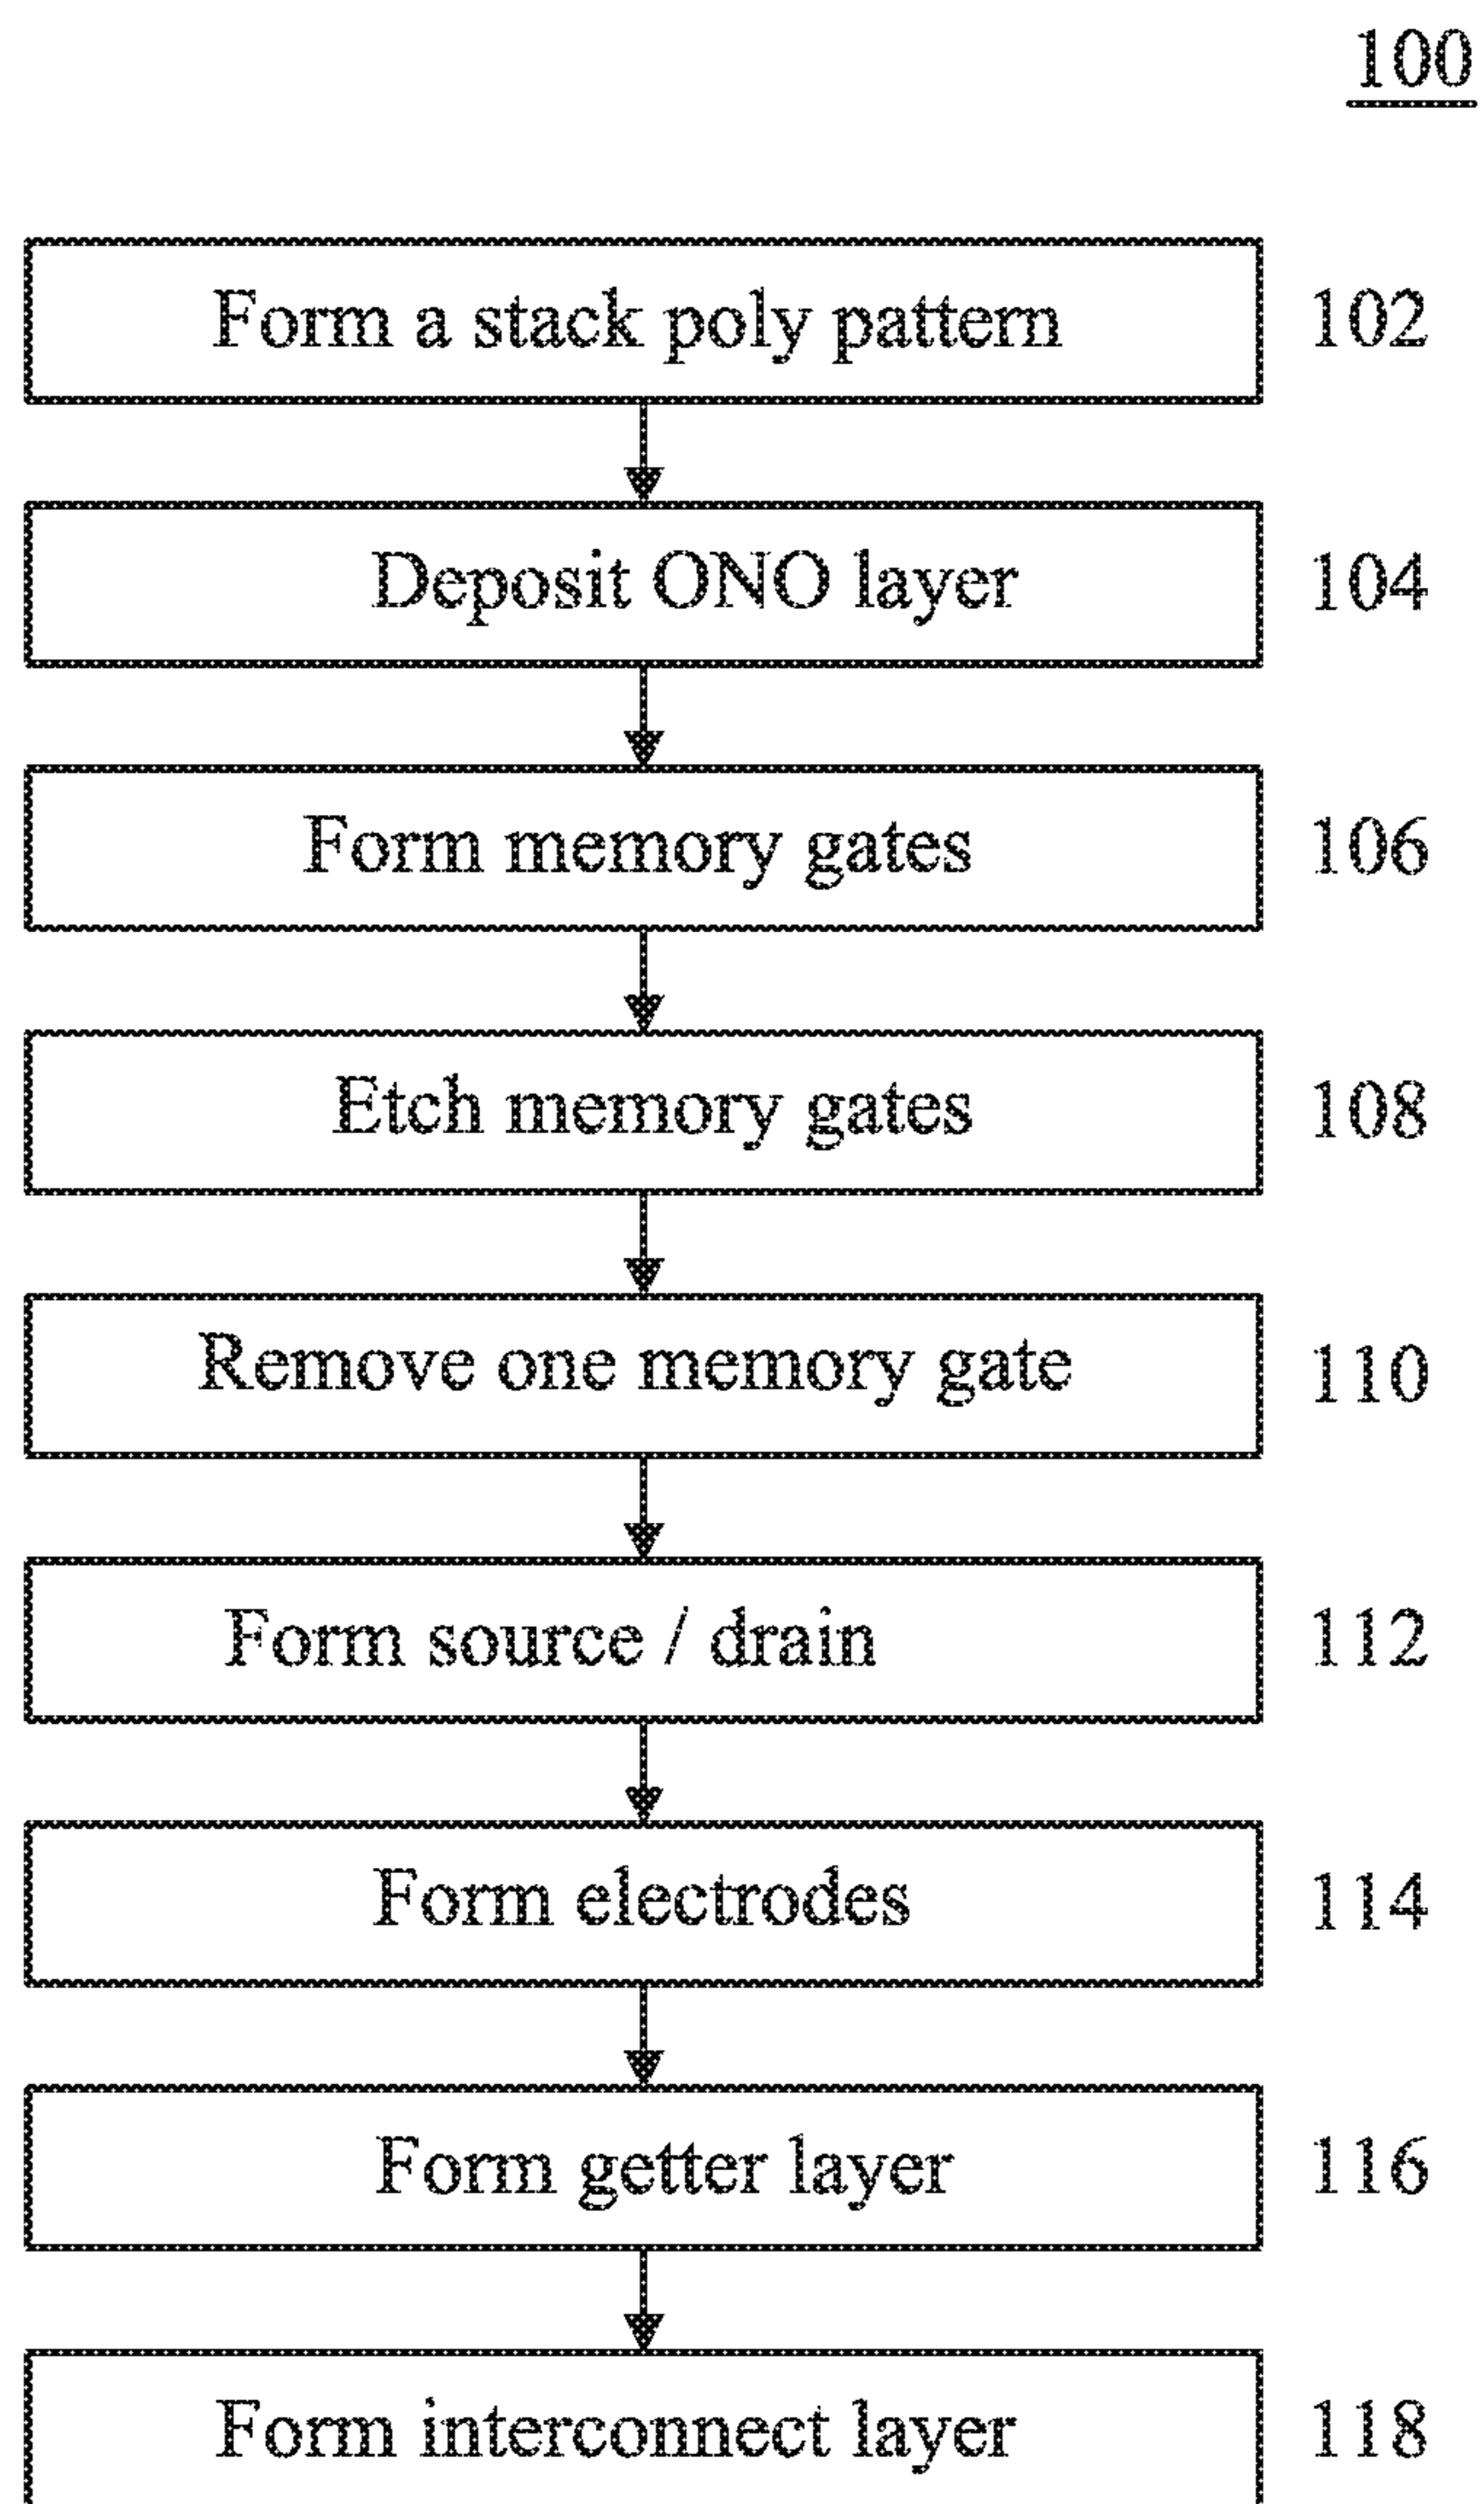 100
Form a stack poly pattern 102
Deposit ONO layer 104
Form memory gates 106
Etch memory gates 108
Remove one memory gate 110
Form source / drain 112
Form electrodes 114
Form getter layer 116
Form interconnect layer 118